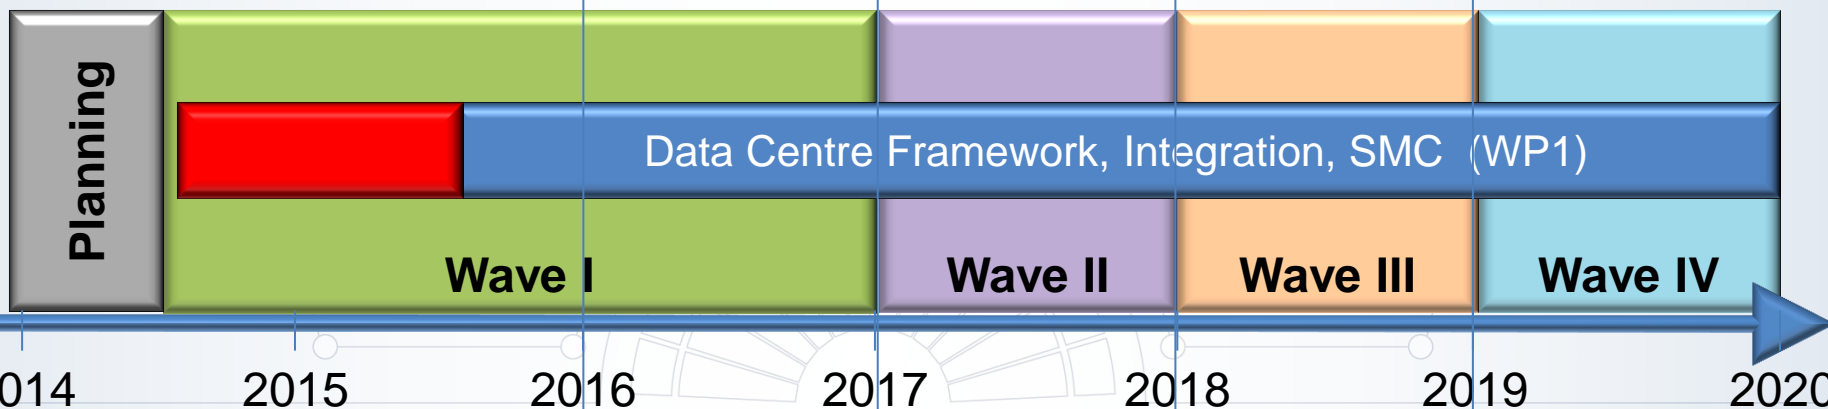 Planning
Data Centre Framework, Integration, SMC (WP1)
Wave I
Wave II
Wave III
Wave IV
014 2015 2016 2017 2018 2019 2020